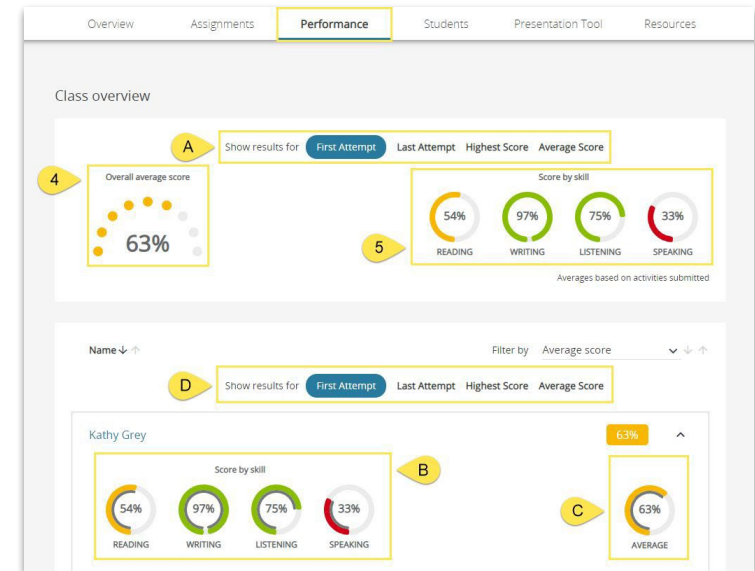 Overview Assignments Performance Students Presentation Tool Resources
Class overview
A Show results for First Attempt Last Attempt Highest Score Average Score
4 Overall average score
63%
Score by skill
54% 97% 75% 33%
5 READING WRITING LISTENING SPEAKING
Averages based on activities submitted
Name ↓ ↑ Filter by Average score ↓ ↑
D Show results for First Attempt Last Attempt Highest Score Average Score
Kathy Grey 63%
Score by skill B
54% 97% 75% 33% C 63%
READING WRITING LISTENING SPEAKING AVERAGE